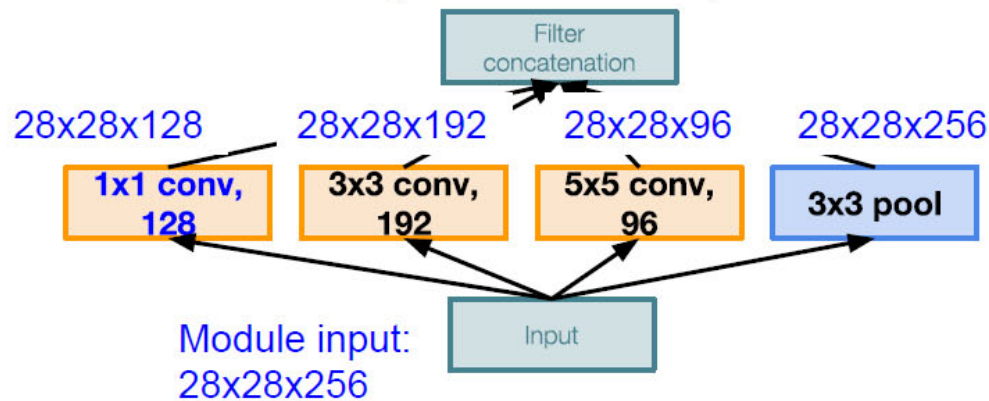 Filter
concatenation
28x28x128
28x28x192
28x28x96
28x28x256
1x1 conv,
128
3x3 conv,
192
5x5 conv,
96
3x3 pool
Input
Module input:
28x28x256